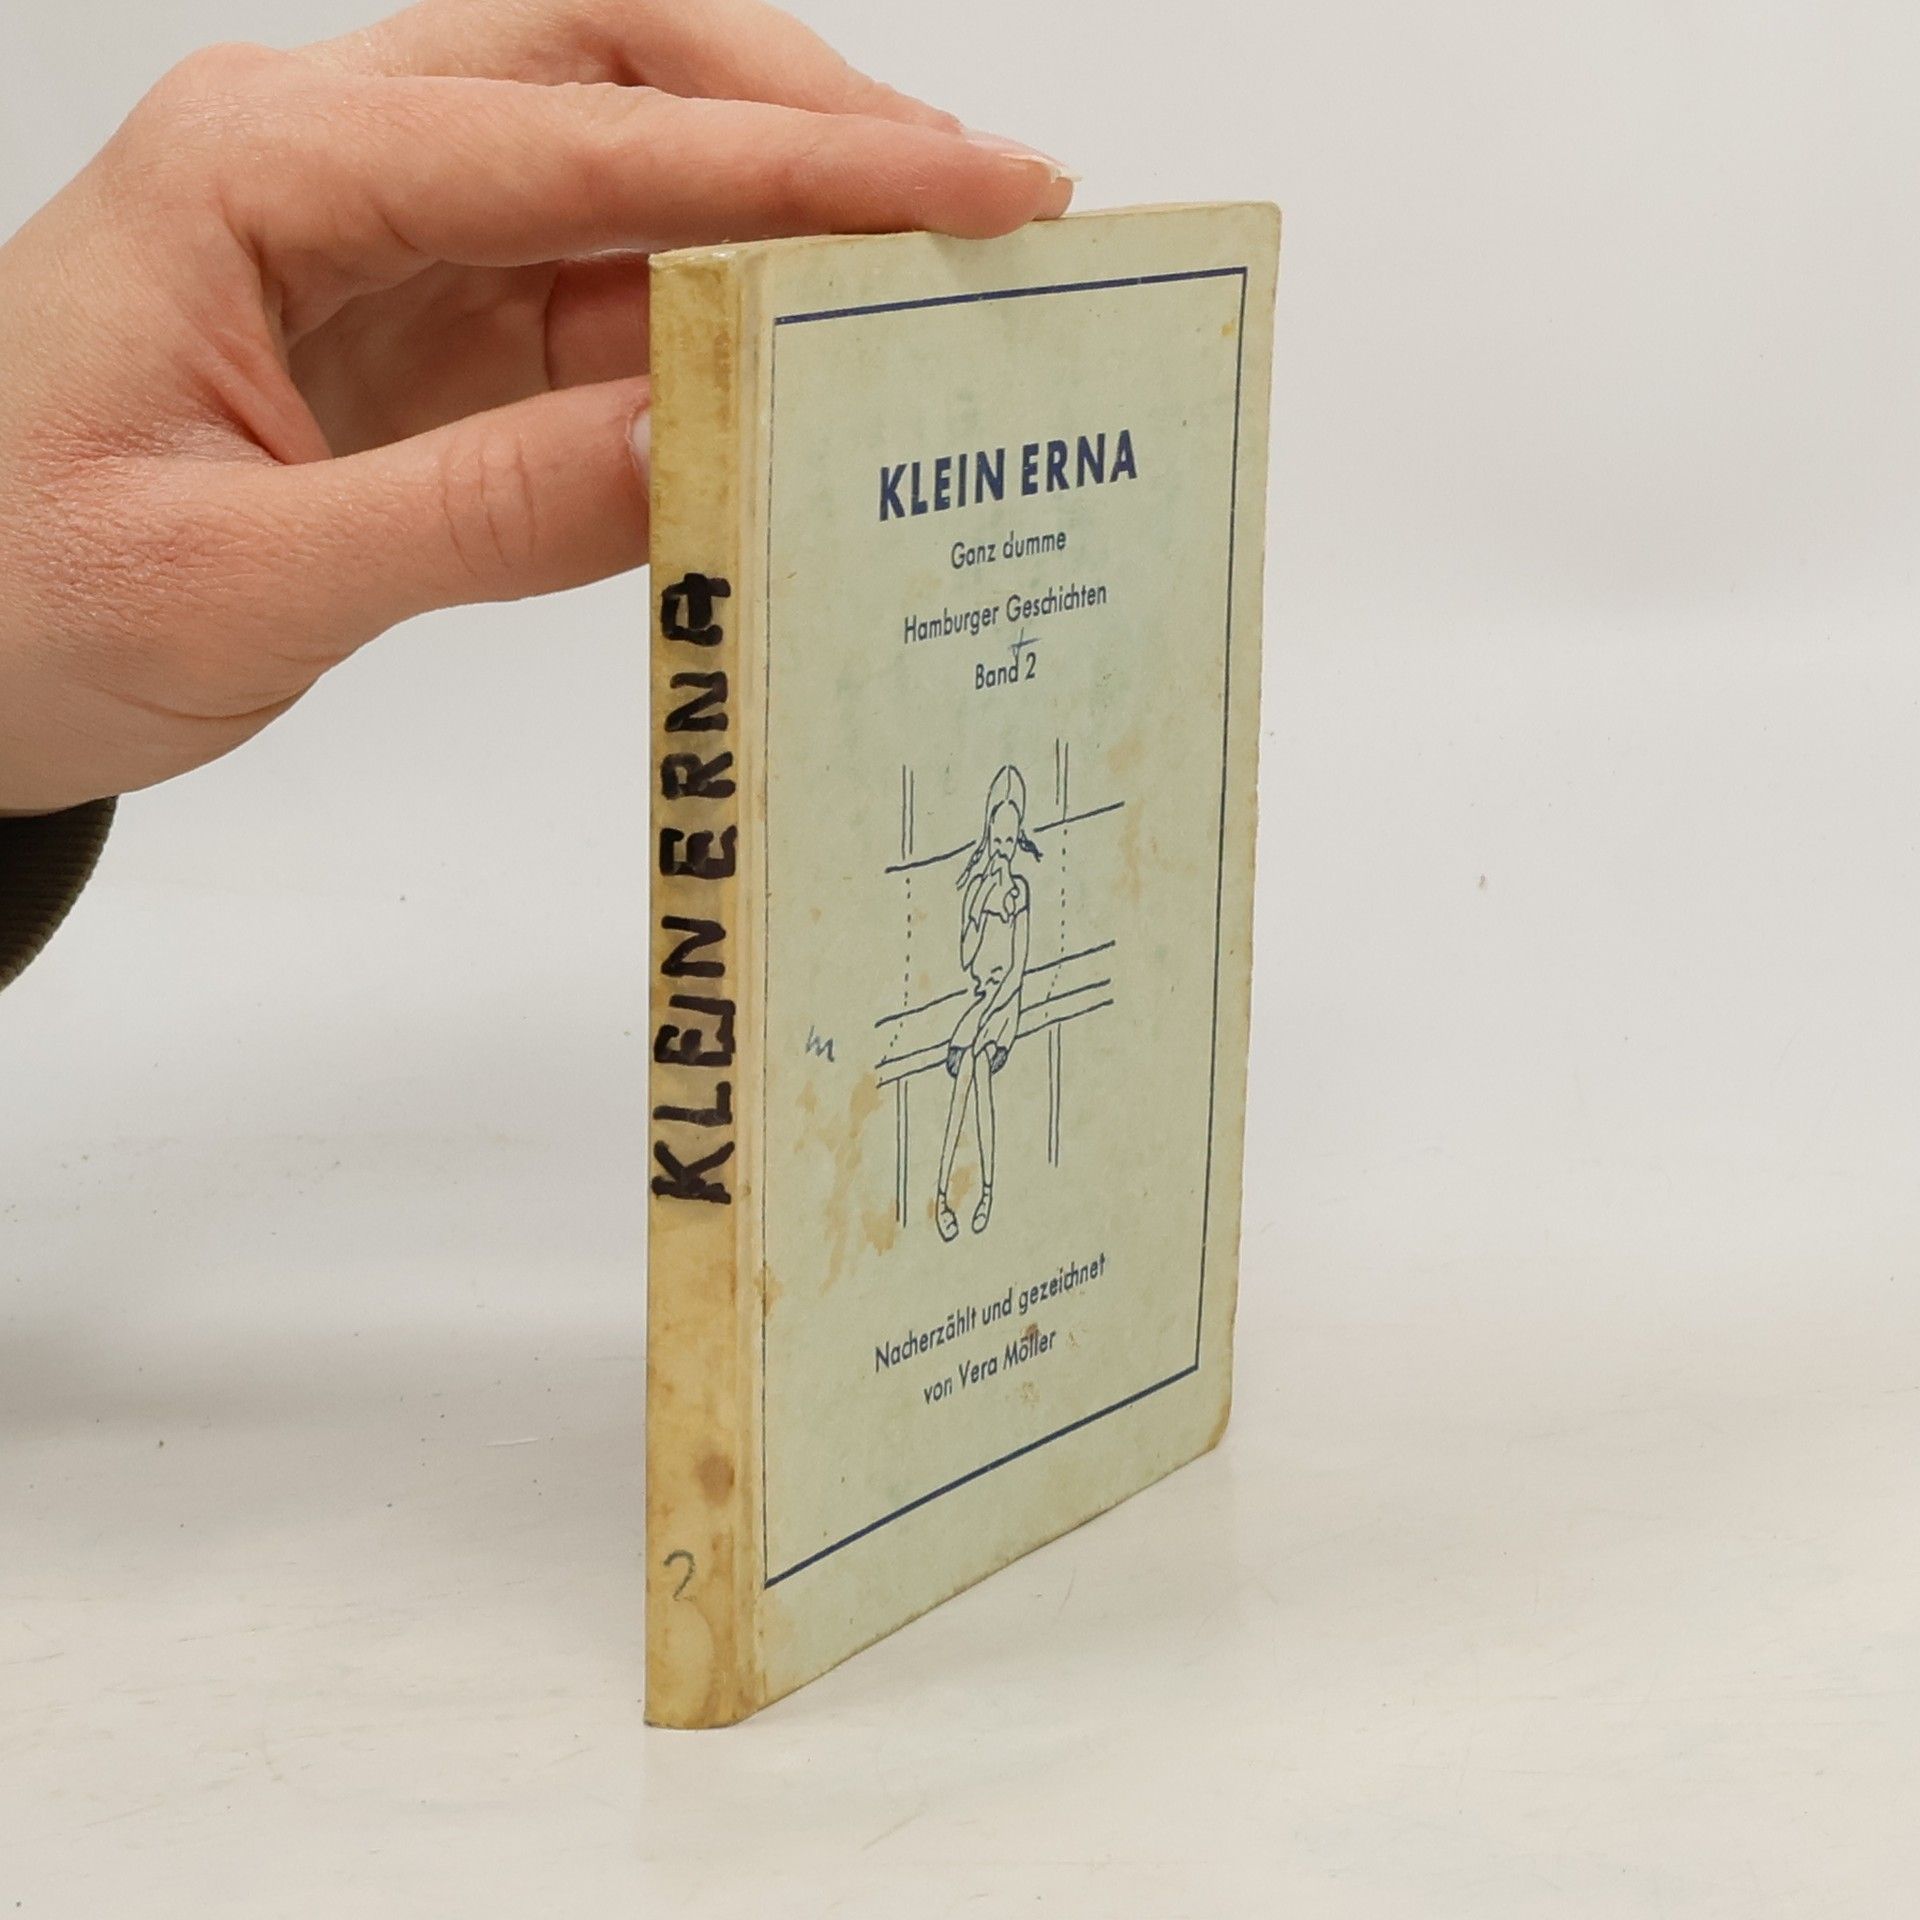 KLEIN ERNA
2
KLEIN ERNA
Ganz dumme
Hamburger Geschichten
Band 2
Nacherzählt und gezeichnet
von Vera Möller